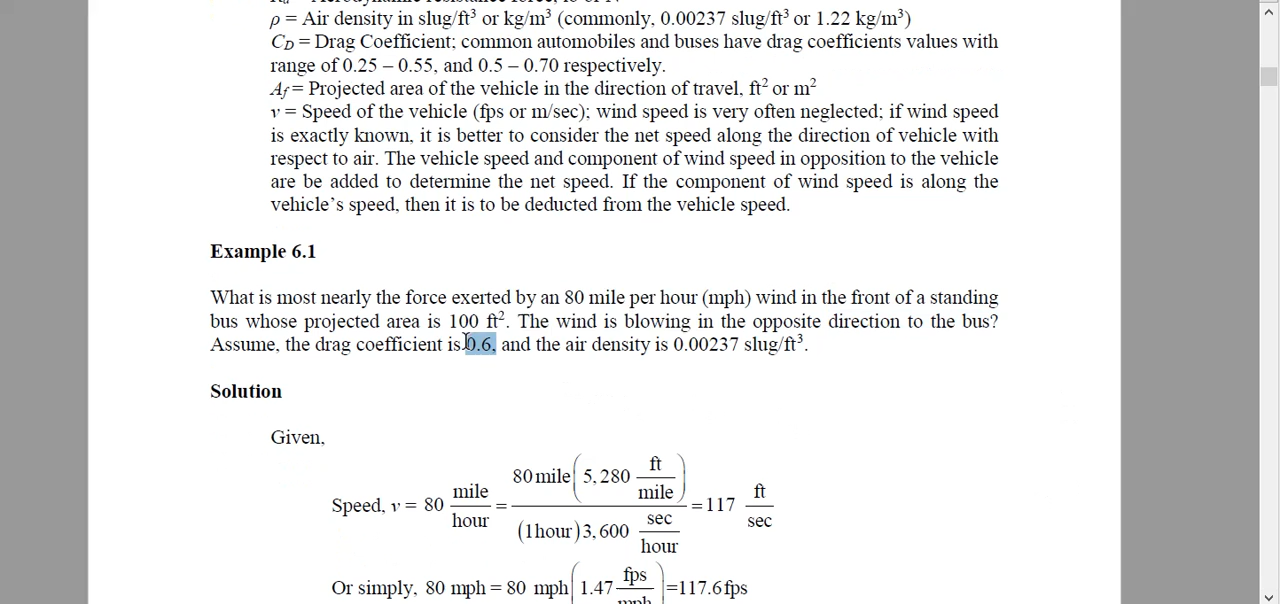 ρ = Air density in slug/ft³ or kg/m³ (commonly, 0.00237 slug/ft³ or 1.22 kg/m³)
C_D = Drag Coefficient; common automobiles and buses have drag coefficients values with
range of 0.25 – 0.55, and 0.5 – 0.70 respectively.
A_f = Projected area of the vehicle in the direction of travel, ft² or m²
v = Speed of the vehicle (fps or m/sec); wind speed is very often neglected; if wind speed
is exactly known, it is better to consider the net speed along the direction of vehicle with
respect to air. The vehicle speed and component of wind speed in opposition to the vehicle
are be added to determine the net speed. If the component of wind speed is along the
vehicle’s speed, then it is to be deducted from the vehicle speed.
Example 6.1
What is most nearly the force exerted by an 80 mile per hour (mph) wind in the front of a standing
bus whose projected area is 100 ft². The wind is blowing in the opposite direction to the bus?
Assume, the drag coefficient is 0.6, and the air density is 0.00237 slug/ft³.
Solution
Given,
Speed, v = 80 mile/hour = 80 mile (5,280 ft/mile) / (1 hour) 3,600 sec/hour = 117 ft/sec
Or simply, 80 mph = 80 mph (1.47 fps/mph) = 117.6 fps